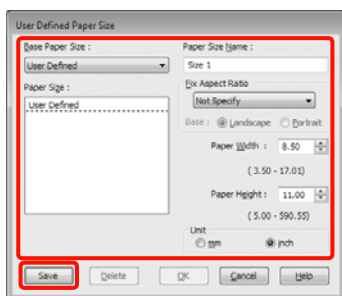 User Defined Paper Size
Base Paper Size :
User Defined
Paper Size :
User Defined
Paper Size Name :
Size 1
Fix Aspect Ratio
Not Specify
Base : Landscape Portrait
Paper Width : 8.50
( 3.50 - 17.01)
Paper Height : 11.00
( 5.00 - 590.55)
Unit
mm inch
Save Delete OK Cancel Help